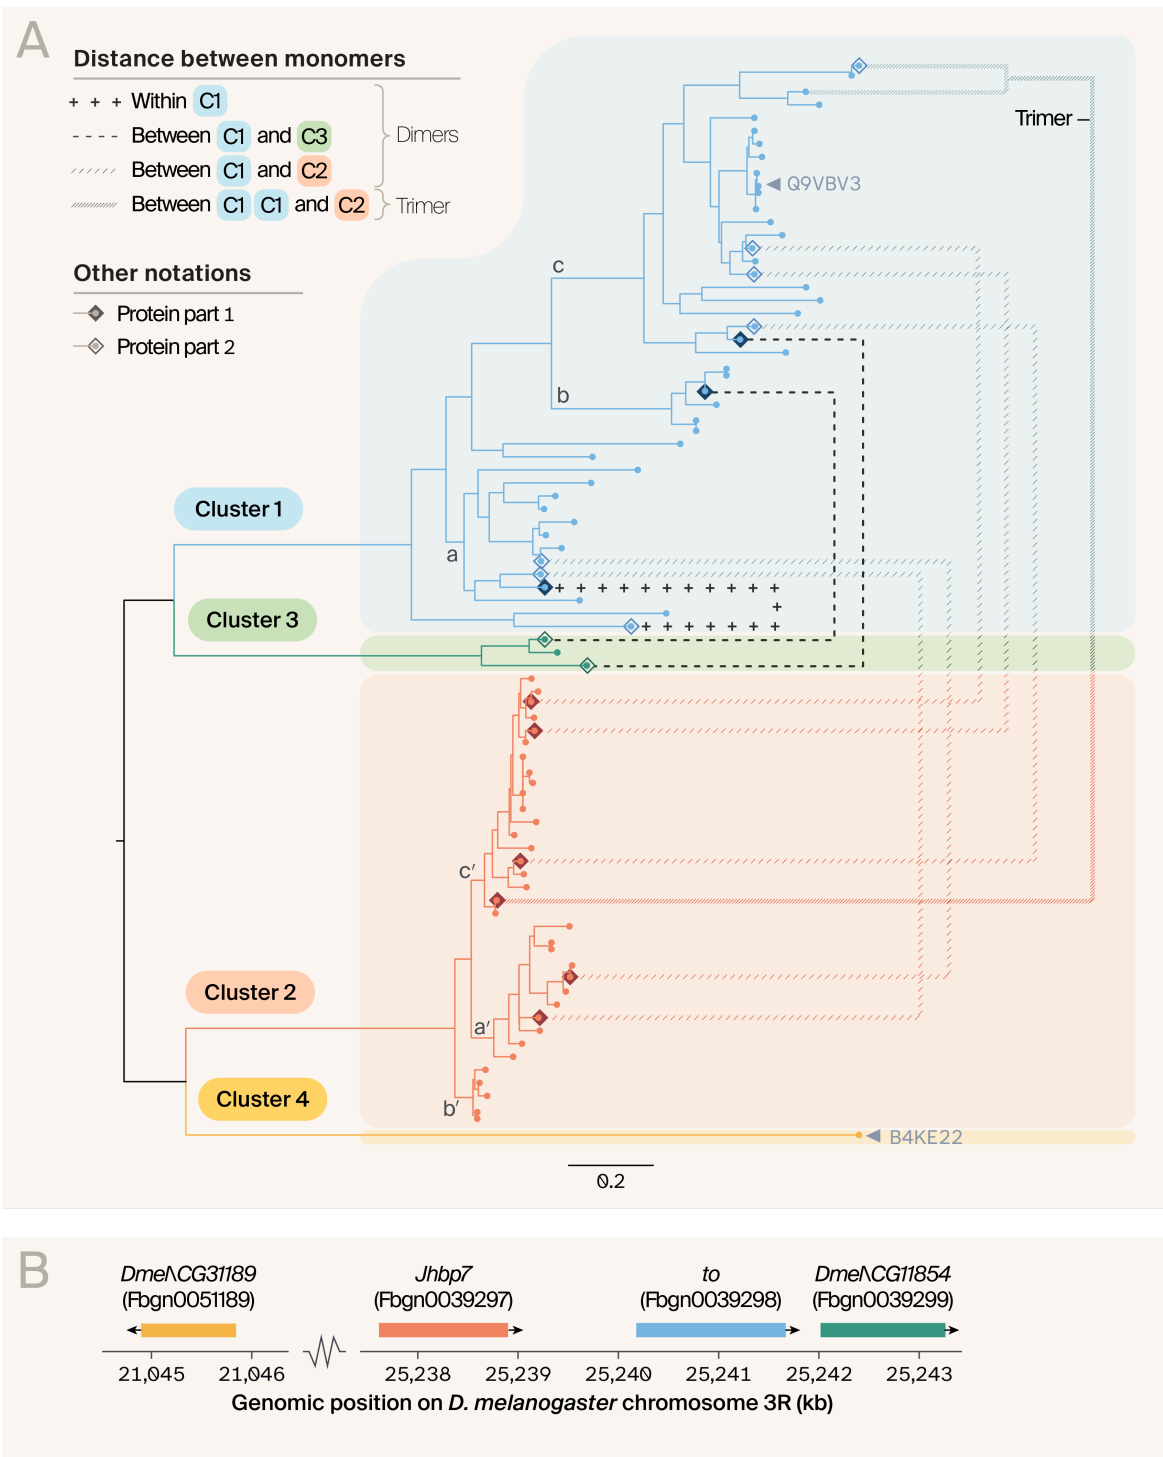 A
Distance between monomers
Within C1
Between C1 and C3
Dimers
Between C1 and C2
Between C1 C1 and C2
Trimer
Other notations
Protein part 1
Protein part 2
Trimer
Q9VBV3
c
b
Cluster 1
a
Cluster 3
c′
Cluster 2
a′
Cluster 4
b′
B4KE22
0.2
B
Dmel\CG31189
(Fbgn0051189)
Jhbp7
(Fbgn0039297)
to
(Fbgn0039298)
Dmel\CG11854
(Fbgn0039299)
21,045 21,046 25,238 25,239 25,240 25,241 25,242 25,243
Genomic position on D. melanogaster chromosome 3R (kb)